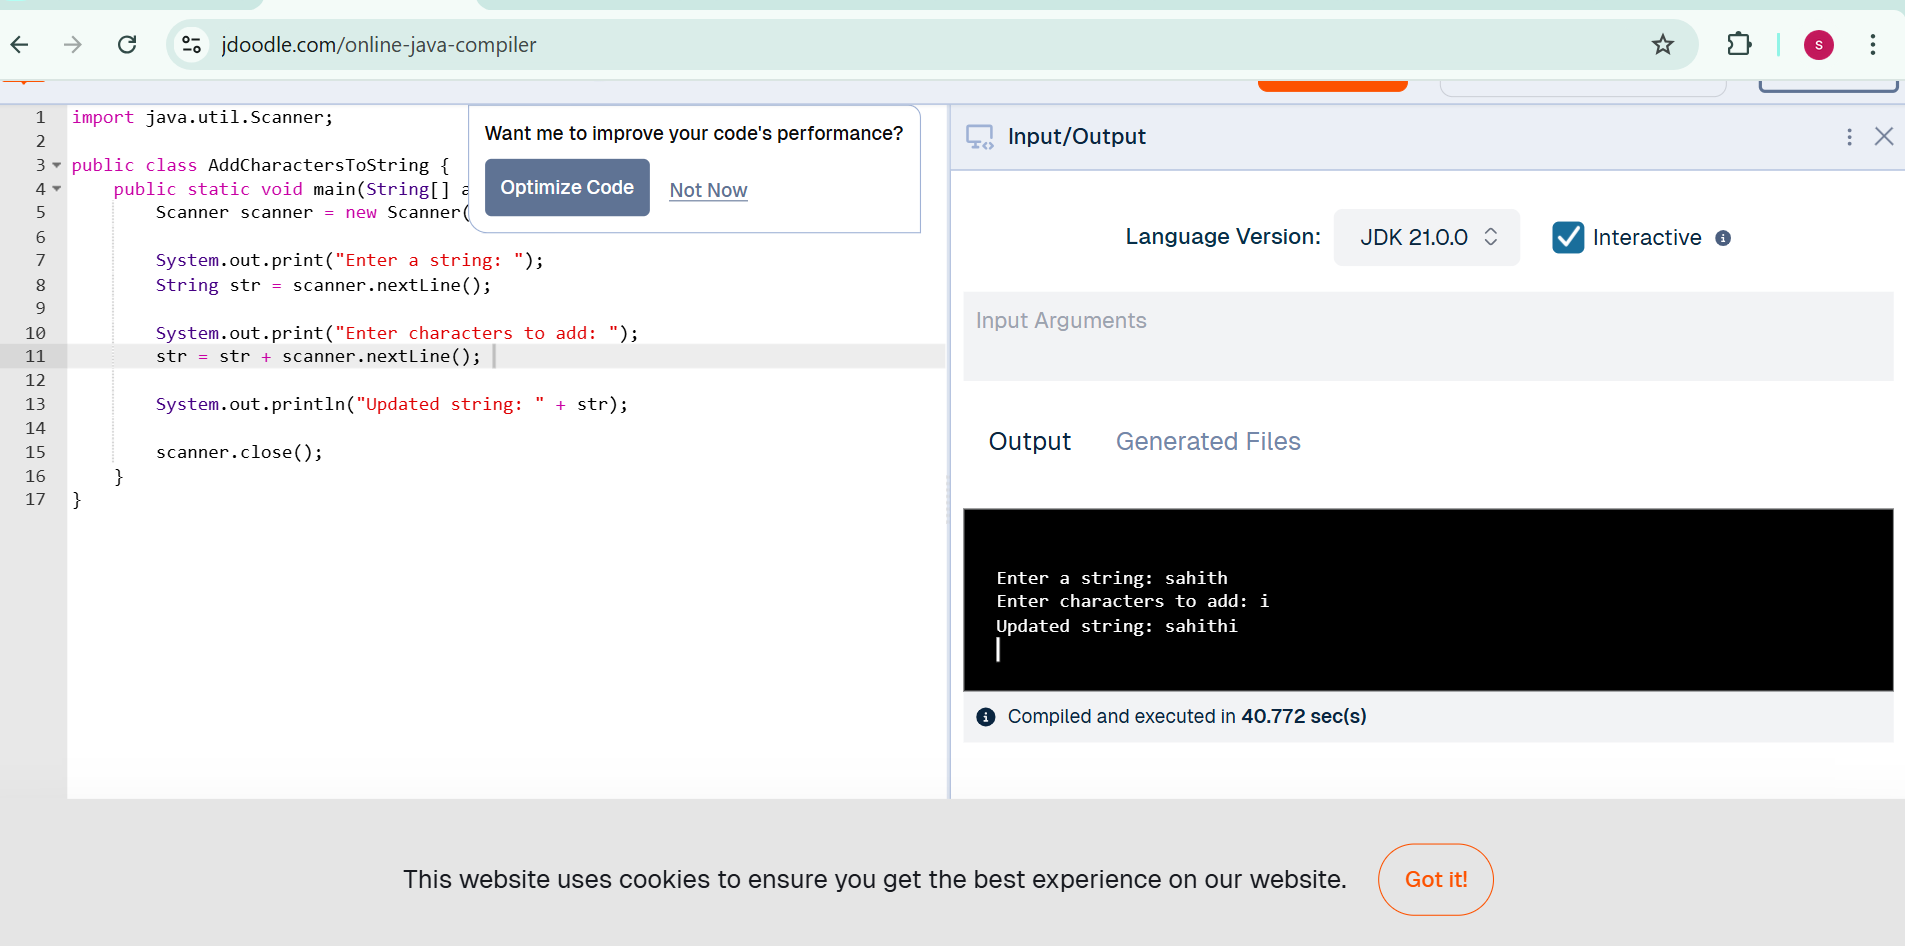 jdoodle.com/online-java-compiler
S
1 import java.util.Scanner;
2
3 public class AddCharactersToString {
4     public static void main(String[] a
5         Scanner scanner = new Scanner(
6
7         System.out.print("Enter a string: ");
8         String str = scanner.nextLine();
9
10         System.out.print("Enter characters to add: ");
11         str = str + scanner.nextLine();
12
13         System.out.println("Updated string: " + str);
14
15         scanner.close();
16     }
17 }
Want me to improve your code's performance?
Optimize Code Not Now
Input/Output
Language Version: JDK 21.0.0 Interactive
Input Arguments
Output Generated Files
Enter a string: sahith
Enter characters to add: i
Updated string: sahithi
Compiled and executed in 40.772 sec(s)
This website uses cookies to ensure you get the best experience on our website. Got it!